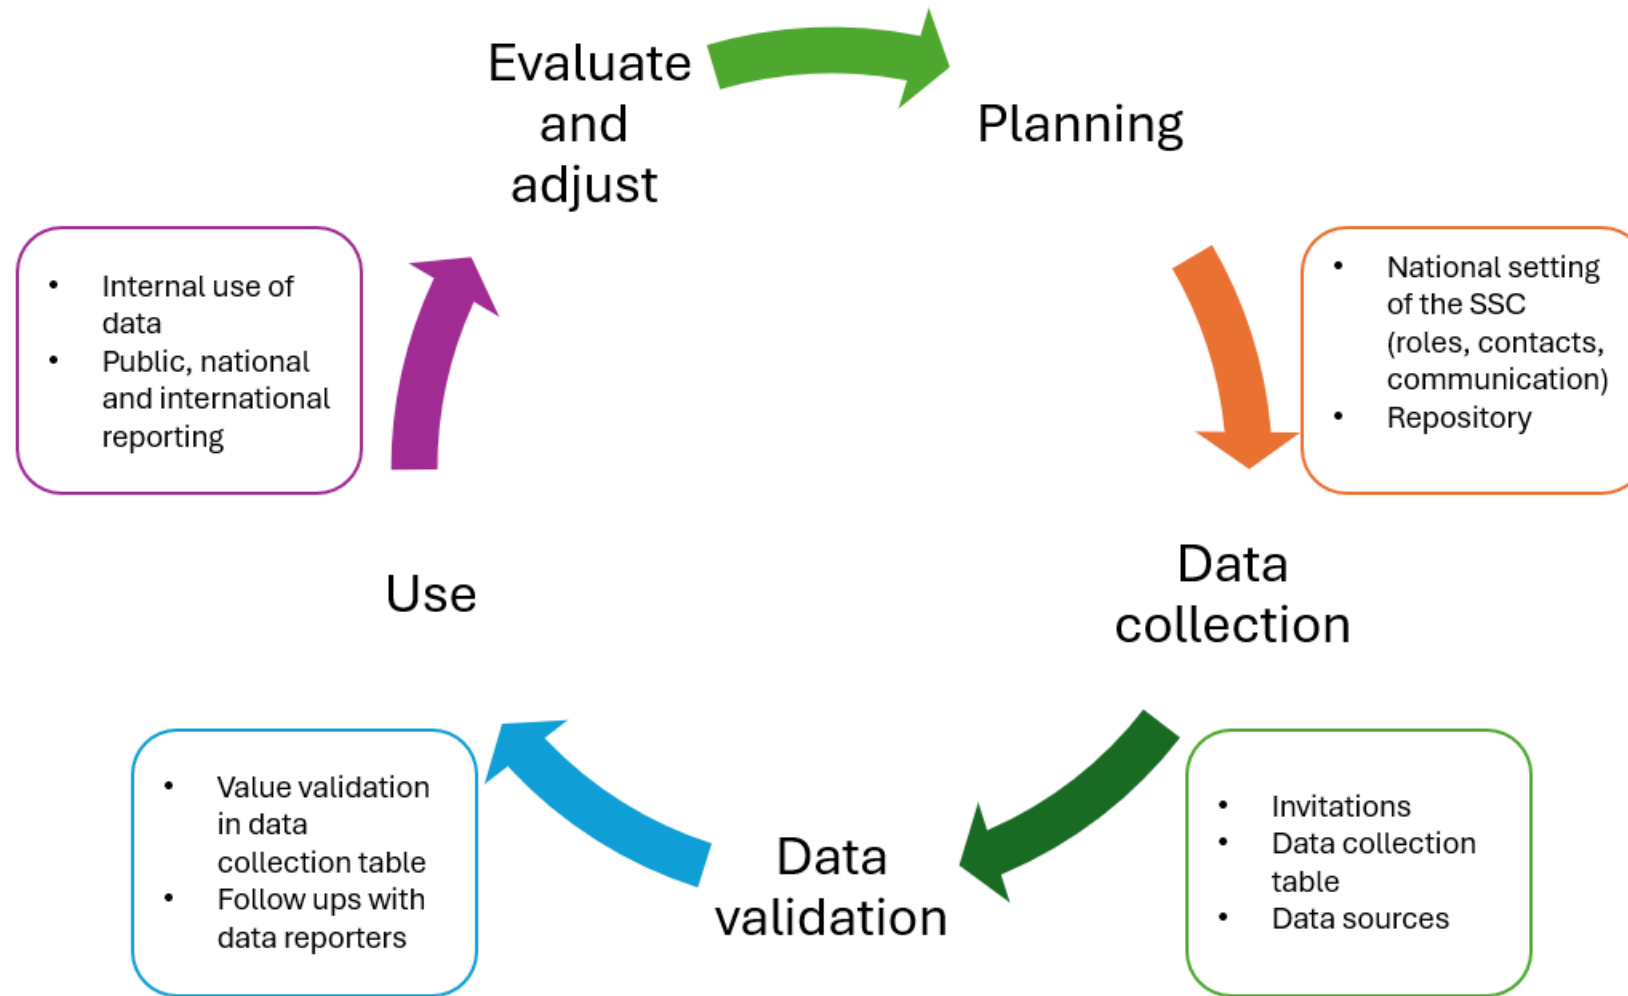 Evaluate
and
adjust
Planning
• National setting
of the SSC
(roles, contacts,
communication)
• Repository
Data
collection
• Invitations
• Data collection
table
• Data sources
Data
validation
• Value validation
in data
collection table
• Follow ups with
data reporters
Use
• Internal use of
data
• Public, national
and international
reporting